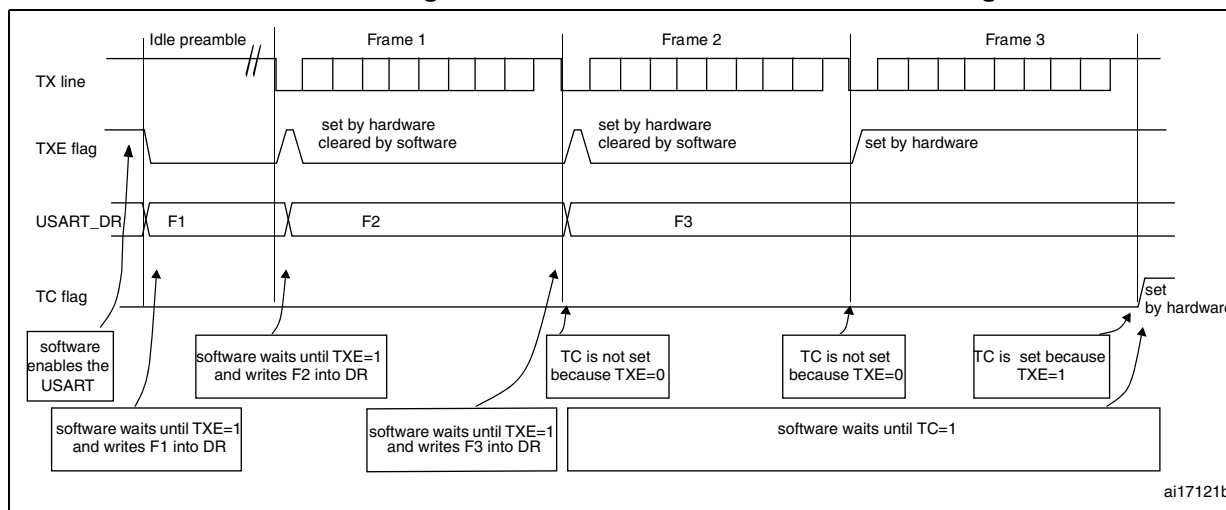 Idle preamble Frame 1 Frame 2 Frame 3
TX line
TXE flag
set by hardware
cleared by software
set by hardware
cleared by software
set by hardware
USART_DR
F1 F2 F3
TC flag
set
by hardware
software
enables the
USART
software waits until TXE=1
and writes F1 into DR
software waits until TXE=1
and writes F2 into DR
software waits until TXE=1
and writes F3 into DR
TC is not set
because TXE=0
TC is not set
because TXE=0
TC is set because
TXE=1
software waits until TC=1
ai17121b